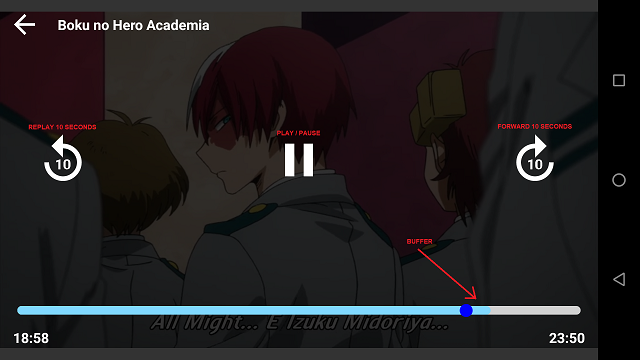 Boku no Hero Academia
REPLAY 10 SECONDS
PLAY / PAUSE
FORWARD 10 SECONDS
10
10
BUFFER
All Might... E Izuku Midoriya...
18:58
23:50